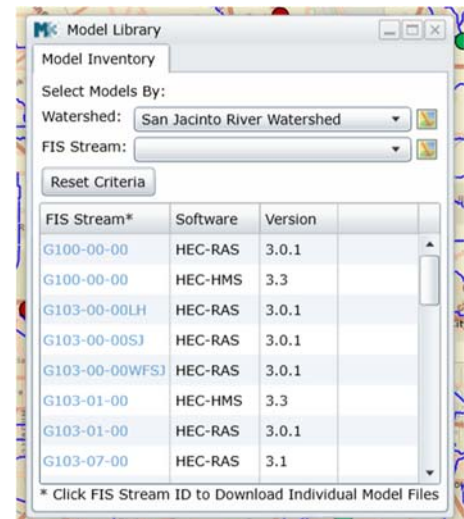 Model Library
Model Inventory
Select Models By:
Watershed: San Jacinto River Watershed
FIS Stream:
Reset Criteria
FIS Stream* Software Version
G100-00-00 HEC-RAS 3.0.1
G100-00-00 HEC-HMS 3.3
G103-00-00LH HEC-RAS 3.0.1
G103-00-00SJ HEC-RAS 3.0.1
G103-00-00WFSJ HEC-RAS 3.0.1
G103-01-00 HEC-HMS 3.3
G103-01-00 HEC-RAS 3.0.1
G103-07-00 HEC-RAS 3.1
* Click FIS Stream ID to Download Individual Model Files